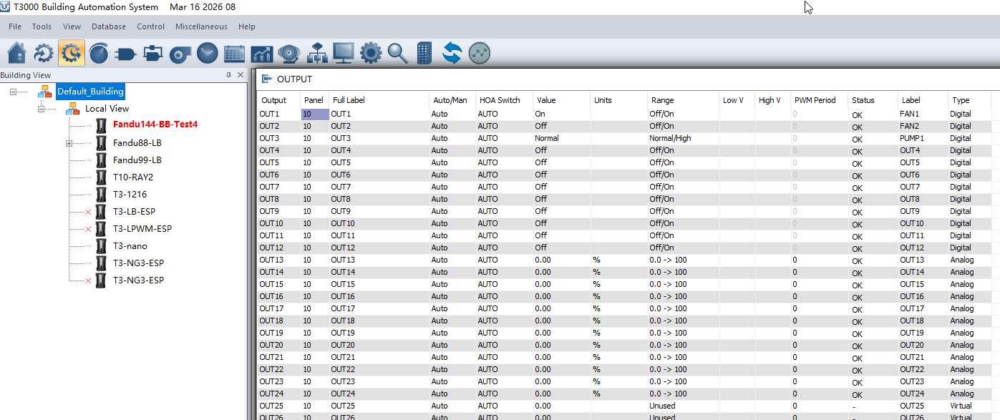 T3000 Building Automation System Mar 16 2026 08
File Tools View Database Control Miscellaneous Help
Building View
Default_Building
Local View
Fandu144-BB-Test4
Fandu88-LB
Fandu99-LB
T10-RAY2
T3-1216
T3-LB-ESP
T3-LPWM-ESP
T3-nano
T3-NG3-ESP
T3-NG3-ESP
OUTPUT
Output Panel Full Label Auto/Man HOA Switch Value Units Range Low V High V PWM Period Status Label Type
OUT1 10 OUT1 Auto AUTO On Off/On 0 OK FAN1 Digital
OUT2 10 OUT2 Auto AUTO Off Off/On 0 OK FAN2 Digital
OUT3 10 OUT3 Auto AUTO Normal Normal/High 0 OK PUMP1 Digital
OUT4 10 OUT4 Auto AUTO Off Off/On 0 OK OUT4 Digital
OUT5 10 OUT5 Auto AUTO Off Off/On 0 OK OUT5 Digital
OUT6 10 OUT6 Auto AUTO Off Off/On 0 OK OUT6 Digital
OUT7 10 OUT7 Auto AUTO Off Off/On 0 OK OUT7 Digital
OUT8 10 OUT8 Auto AUTO Off Off/On 0 OK OUT8 Digital
OUT9 10 OUT9 Auto AUTO Off Off/On 0 OK OUT9 Digital
OUT10 10 OUT10 Auto AUTO Off Off/On 0 OK OUT10 Digital
OUT11 10 OUT11 Auto AUTO Off Off/On 0 OK OUT11 Digital
OUT12 10 OUT12 Auto AUTO Off Off/On 0 OK OUT12 Digital
OUT13 10 OUT13 Auto AUTO 0.00 % 0.0 -> 100 0 OK OUT13 Analog
OUT14 10 OUT14 Auto AUTO 0.00 % 0.0 -> 100 0 OK OUT14 Analog
OUT15 10 OUT15 Auto AUTO 0.00 % 0.0 -> 100 0 OK OUT15 Analog
OUT16 10 OUT16 Auto AUTO 0.00 % 0.0 -> 100 0 OK OUT16 Analog
OUT17 10 OUT17 Auto AUTO 0.00 % 0.0 -> 100 0 OK OUT17 Analog
OUT18 10 OUT18 Auto AUTO 0.00 % 0.0 -> 100 0 OK OUT18 Analog
OUT19 10 OUT19 Auto AUTO 0.00 % 0.0 -> 100 0 OK OUT19 Analog
OUT20 10 OUT20 Auto AUTO 0.00 % 0.0 -> 100 0 OK OUT20 Analog
OUT21 10 OUT21 Auto AUTO 0.00 % 0.0 -> 100 0 OK OUT21 Analog
OUT22 10 OUT22 Auto AUTO 0.00 % 0.0 -> 100 0 OK OUT22 Analog
OUT23 10 OUT23 Auto AUTO 0.00 % 0.0 -> 100 0 OK OUT23 Analog
OUT24 10 OUT24 Auto AUTO 0.00 % 0.0 -> 100 0 OK OUT24 Analog
OUT25 10 OUT25 Auto AUTO 0.00 Unused - OUT25 Virtual
OUT26 10 OUT26 Auto AUTO 0.00 Unused - OUT26 Virtual